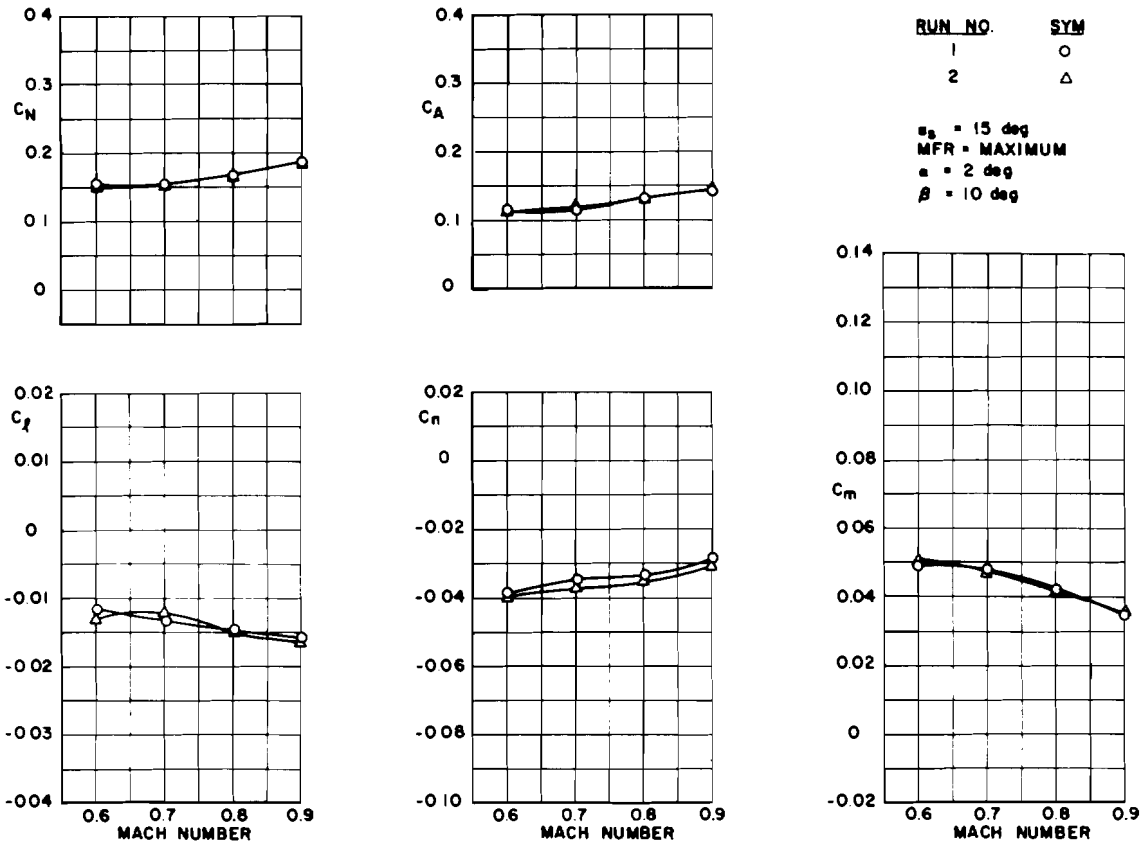 0.4
0.3
C_N
0.2
0.1
0
0.4
0.3
C_A
0.2
0.1
0
RUN NO. SYM
1 ○
2 △
α_s = 15 deg
MFR = MAXIMUM
α = 2 deg
β = 10 deg
0.02
C_ℓ
0.01
0
-0.01
-0.02
-0.03
-0.04
0.6 0.7 0.8 0.9
MACH NUMBER
0.02
C_n
0
-0.02
-0.04
-0.06
-0.08
-0.10
0.6 0.7 0.8 0.9
MACH NUMBER
0.14
0.12
0.10
0.08
C_m
0.06
0.04
0.02
0
-0.02
0.6 0.7 0.8 0.9
MACH NUMBER